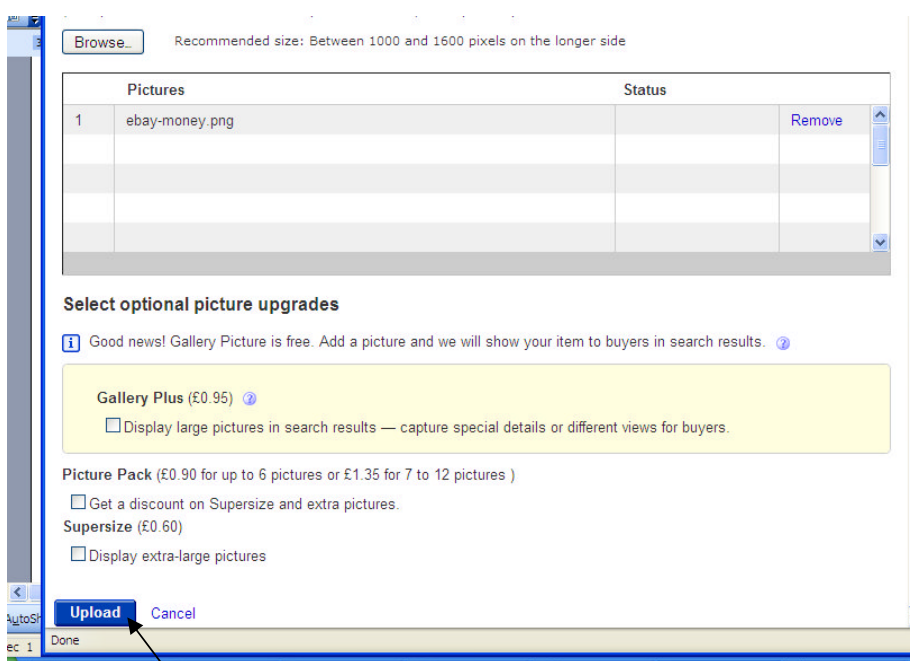 Browse... Recommended size: Between 1000 and 1600 pixels on the longer side
Pictures Status
1 ebay-money.png Remove
Select optional picture upgrades
Good news! Gallery Picture is free. Add a picture and we will show your item to buyers in search results.
Gallery Plus (£0.95)
Display large pictures in search results — capture special details or different views for buyers.
Picture Pack (£0.90 for up to 6 pictures or £1.35 for 7 to 12 pictures )
Get a discount on Supersize and extra pictures.
Supersize (£0.60)
Display extra-large pictures
Upload Cancel
AutoSh
Done
ec 1